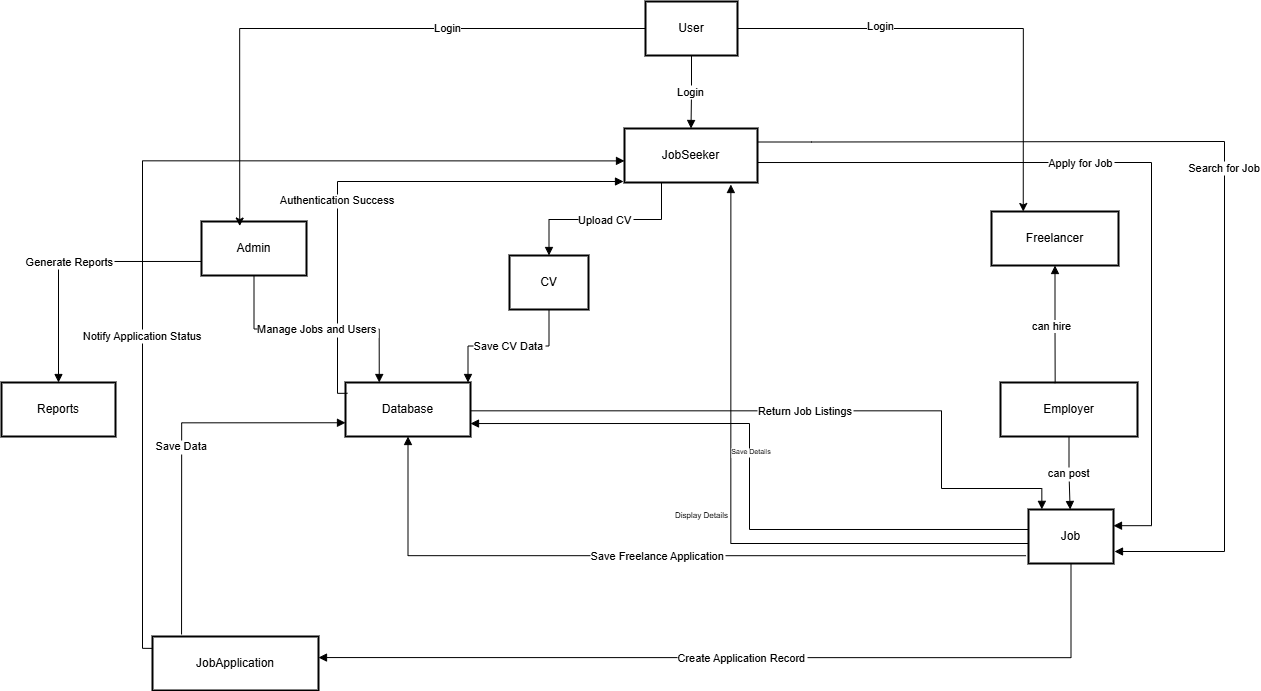 User
Login
Login
Login
JobSeeker
Apply for Job
Search for Job
Authentication Success
Upload CV
Admin
Freelancer
Generate Reports
CV
Manage Jobs and Users
can hire
Notify Application Status
Save CV Data
Reports
Database
Return Job Listings
Employer
Save Data
Save Details
can post
Display Details
Job
Save Freelance Application
JobApplication
Create Application Record